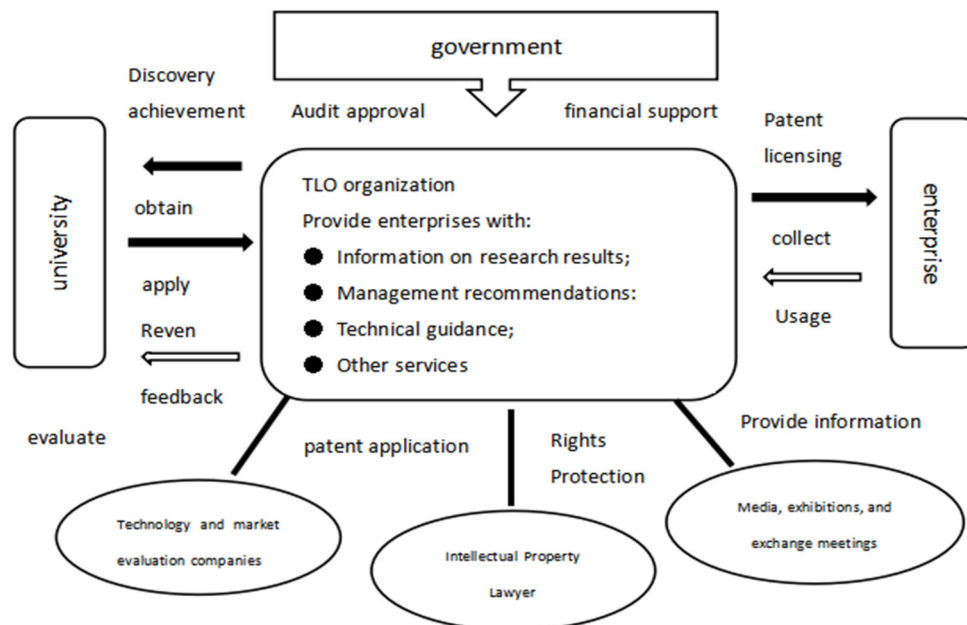 government
Discovery
achievement
Audit approval
financial support
Patent
licensing
university
obtain
apply
Reven
feedback
TLO organization
Provide enterprises with:
Information on research results;
Management recommendations:
Technical guidance;
Other services
collect
Usage
enterprise
evaluate
patent application
Rights
Protection
Provide information
Technology and market
evaluation companies
Intellectual Property
Lawyer
Media, exhibitions, and
exchange meetings